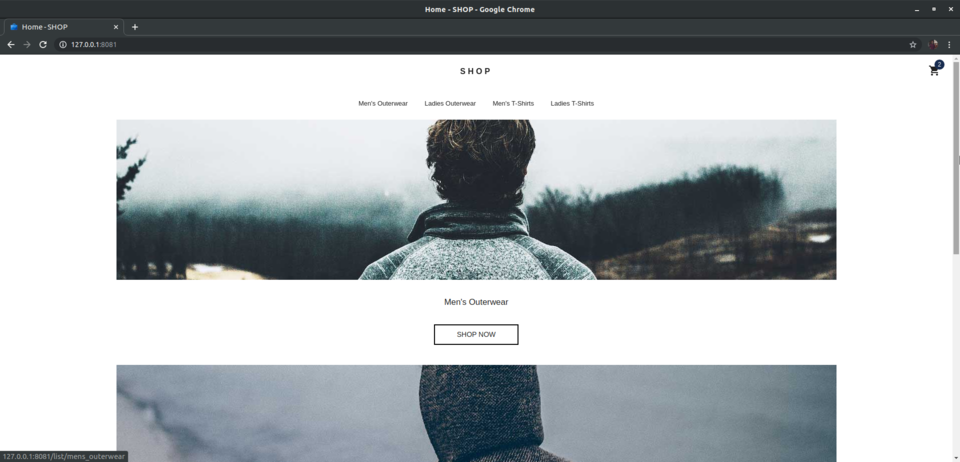 Home - SHOP - Google Chrome
Home - SHOP
127.0.0.1:8081
SHOP
2
Men's Outerwear Ladies Outerwear Men's T-Shirts Ladies T-Shirts
Men's Outerwear
SHOP NOW
127.0.0.1:8081/list/mens_outerwear